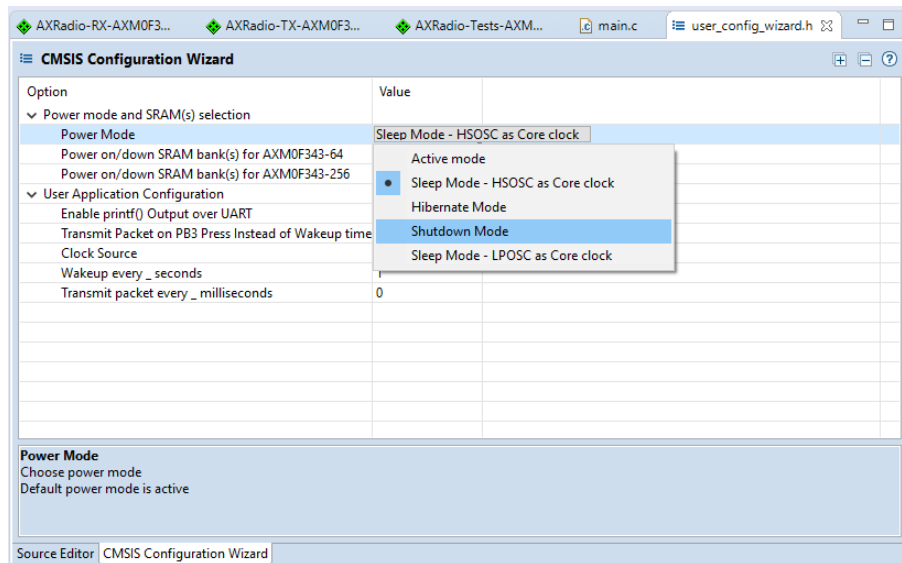 AXRadio-RX-AXM0F3... AXRadio-TX-AXM0F3... AXRadio-Tests-AXM... main.c user_config_wizard.h
CMSIS Configuration Wizard
Option Value
Power mode and SRAM(s) selection
Power Mode Sleep Mode - HSOSC as Core clock
Power on/down SRAM bank(s) for AXM0F343-64
Active mode
Power on/down SRAM bank(s) for AXM0F343-256
Sleep Mode - HSOSC as Core clock
User Application Configuration
Hibernate Mode
Enable printf() Output over UART
Transmit Packet on PB3 Press Instead of Wakeup time
Shutdown Mode
Clock Source
Sleep Mode - LPOSC as Core clock
Wakeup every _ seconds
Transmit packet every _ milliseconds 0
Power Mode
Choose power mode
Default power mode is active
Source Editor CMSIS Configuration Wizard